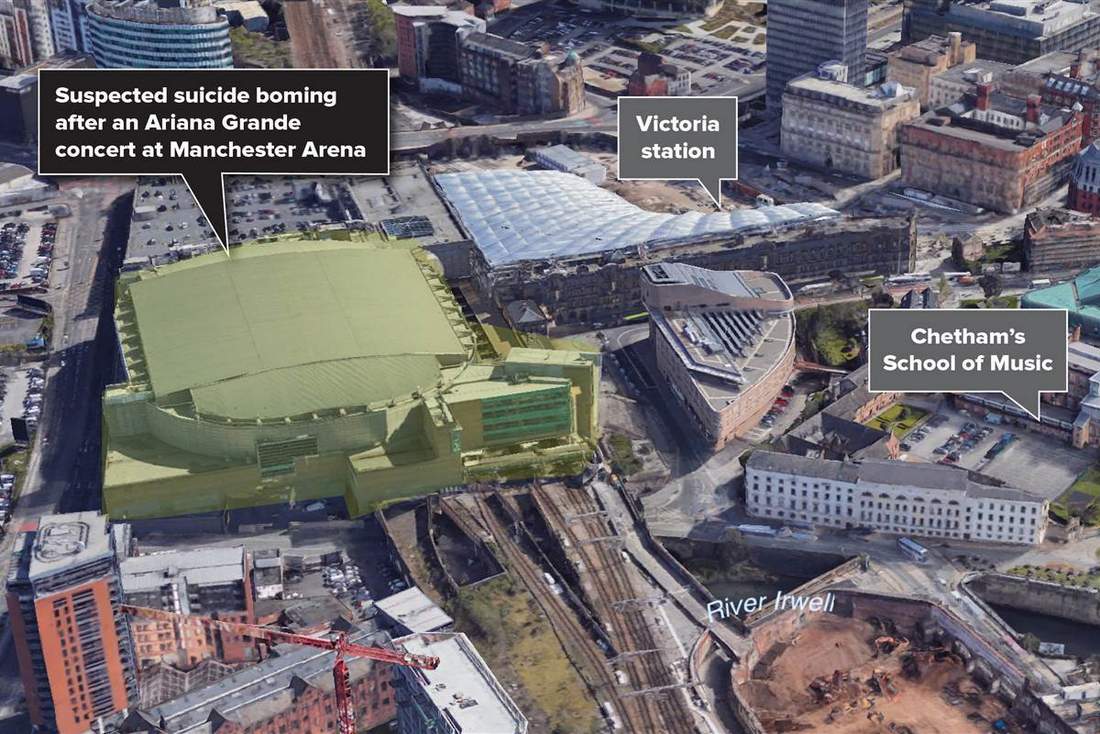 Suspected suicide boming
after an Ariana Grande
concert at Manchester Arena
Victoria
station
Chetham’s
School of Music
River Irwell